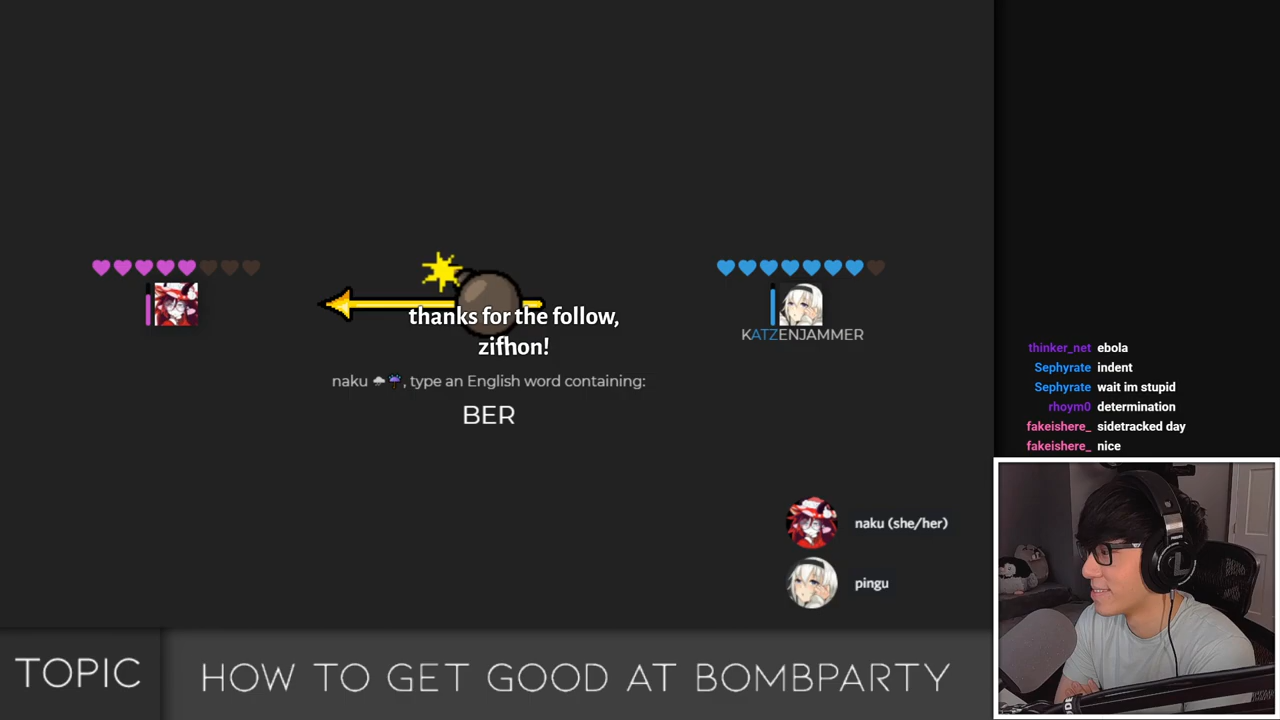 thanks for the follow,
zifhon!
KATZENJAMMER
naku 🌧️☔, type an English word containing:
BER
thinker_net ebola
Sephyrate indent
Sephyrate wait im stupid
rhoym0 determination
fakeishere_ sidetracked day
fakeishere_ nice
naku (she/her)
pingu
TOPIC
HOW TO GET GOOD AT BOMBPARTY